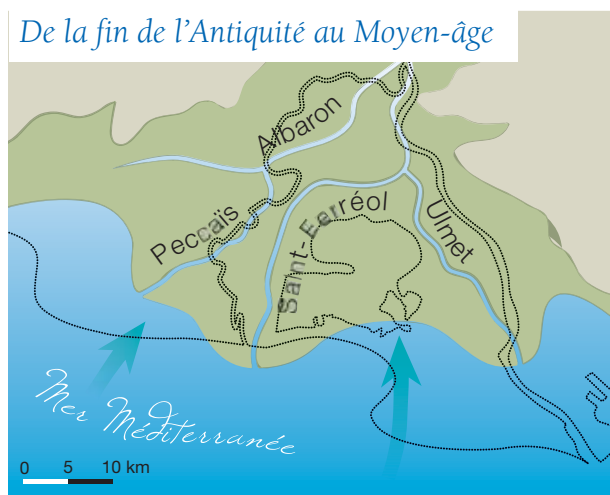 De la fin de l’Antiquité au Moyen-âge
Albaron
Peccaïs
Saint-Ferréol
Ulmet
Mer Méditerranée
0 5 10 km